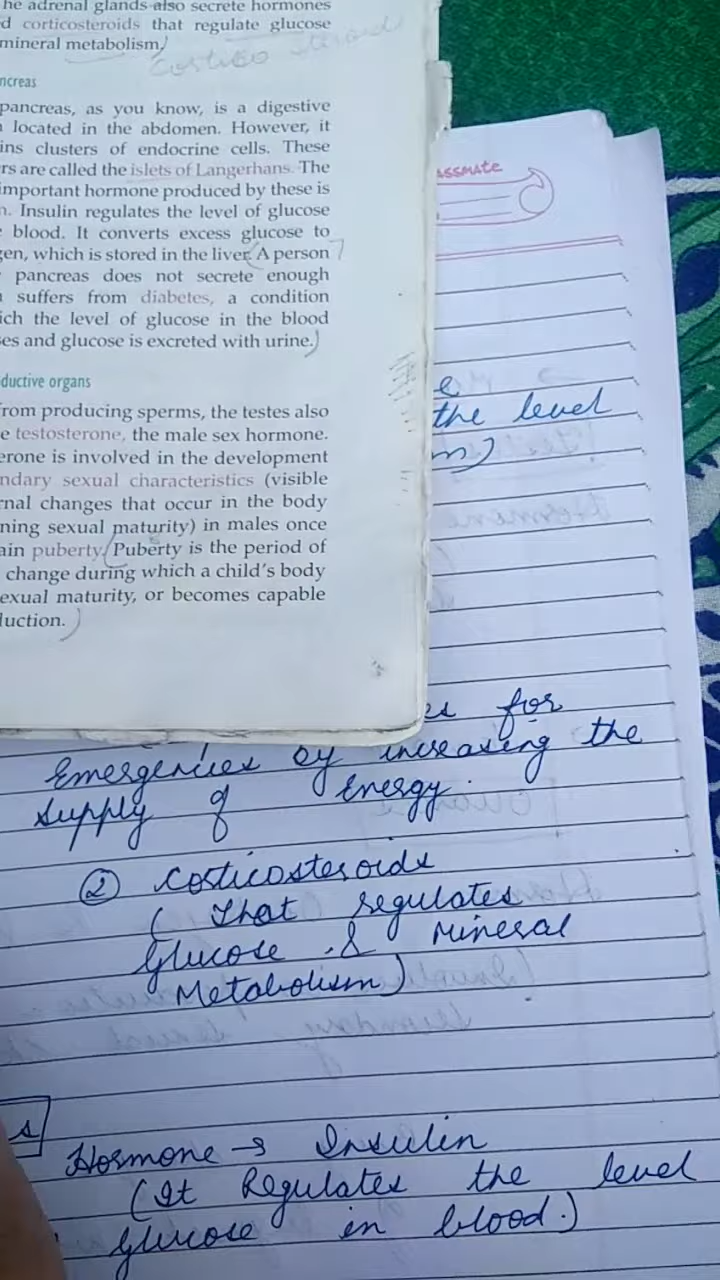 he adrenal glands also secrete hormones
d corticosteroids that regulate glucose
mineral metabolism
ncreas
pancreas, as you know, is a digestive
located in the abdomen. However, it
ins clusters of endocrine cells. These
rs are called the islets of Langerhans. The
important hormone produced by these is
n. Insulin regulates the level of glucose
blood. It converts excess glucose to
gen, which is stored in the liver. A person
pancreas does not secrete enough
suffers from diabetes, a condition
ich the level of glucose in the blood
es and glucose is excreted with urine.
ductive organs
from producing sperms, the testes also
e testosterone, the male sex hormone.
erone is involved in the development
ndary sexual characteristics (visible
rnal changes that occur in the body
ning sexual maturity) in males once
ain puberty. Puberty is the period of
change during which a child's body
exual maturity, or becomes capable
duction.
assmate
e
the level
m)
es for
Emergencies by increasing the
supply of Energy.
② Corticosteroids
( That regulates
Glucose & Mineral
Metabolism)
s
Hormone → Insulin
(It Regulates the level
glucose in blood.)